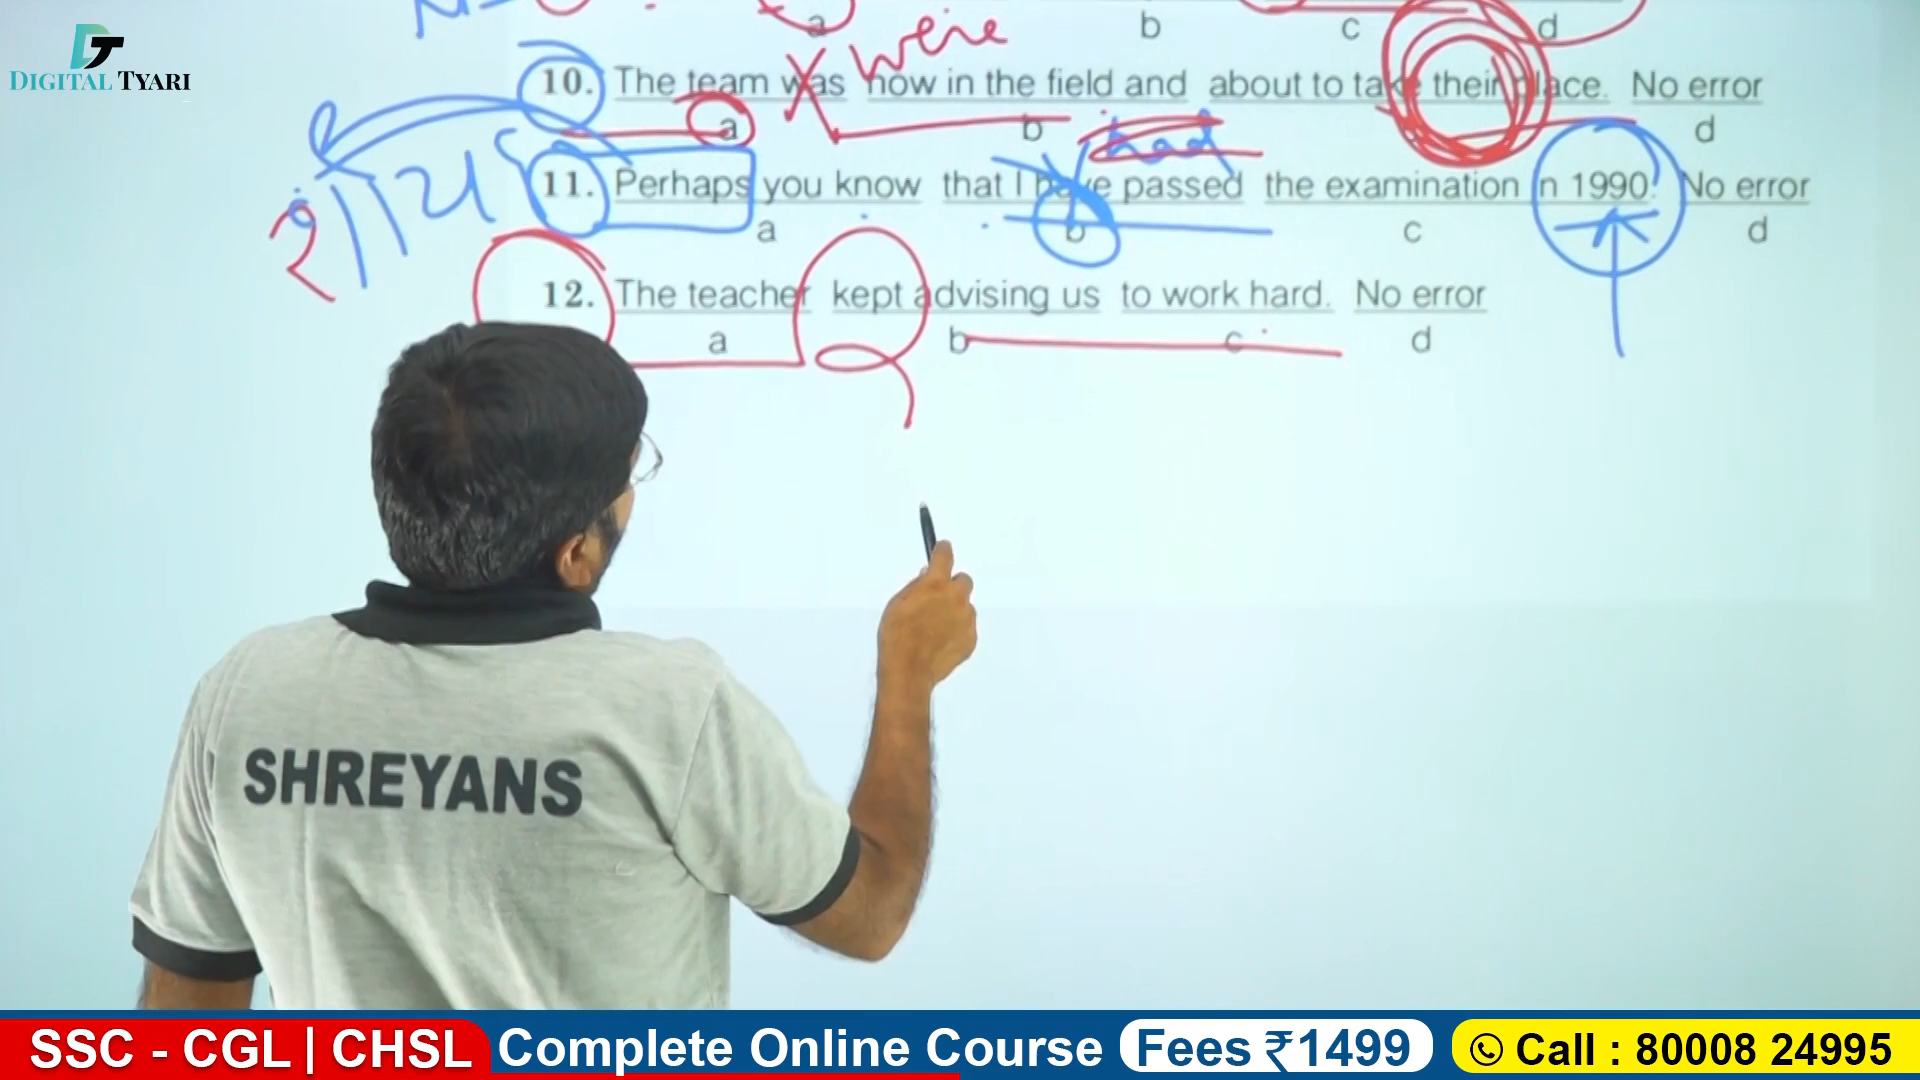 DIGITAL TYARI
a b c d
were
10. The team was now in the field and about to take their place. No error
a b d
had
11. Perhaps you know that I have passed the examination in 1990. No error
a b c d
12. The teacher kept advising us to work hard. No error
a b c d
SHREYANS
SSC - CGL | CHSL Complete Online Course Fees ₹1499 Call : 80008 24995